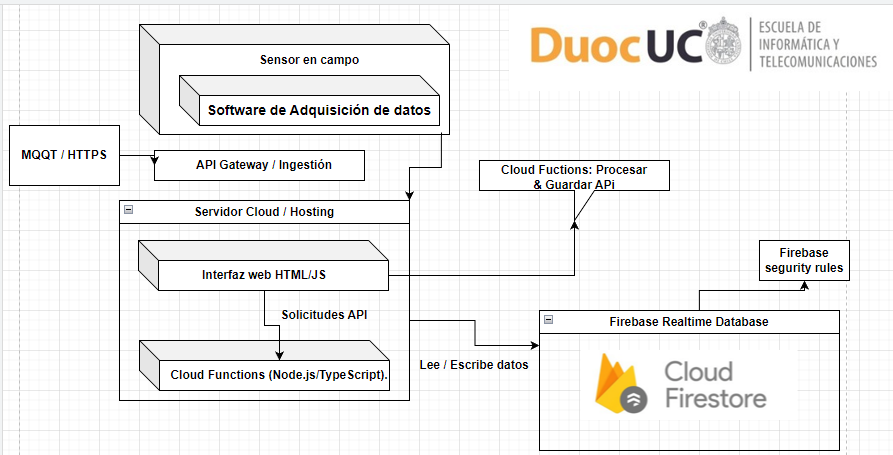 DuocUC®
ESCUELA DE
INFORMÁTICA Y
TELECOMUNICACIONES
Sensor en campo
Software de Adquisición de datos
MQQT / HTTPS
API Gateway / Ingestión
Cloud Fuctions: Procesar
& Guardar APi
Servidor Cloud / Hosting
Interfaz web HTML/JS
Firebase
segurity rules
Solicitudes API
Firebase Realtime Database
Lee / Escribe datos
Cloud Functions (Node.js/TypeScript).
Cloud
Firestore